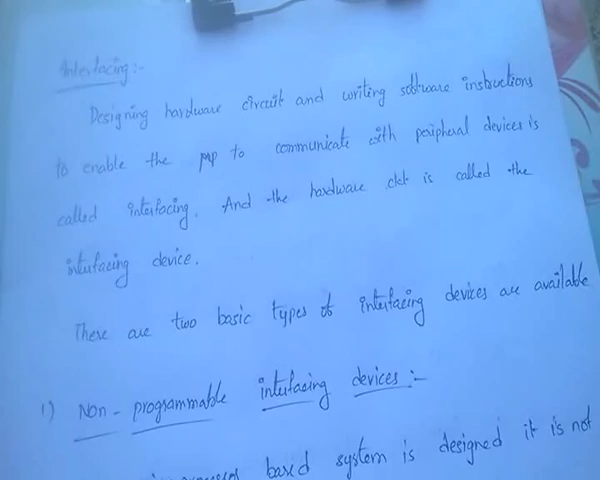 Interfacing:-
Designing hardware circuit and writing software instructions
to enable the μp to communicate with peripheral devices is
called interfacing. And the hardware ckt is called the
interfacing device.
There are two basic types of interfacing devices are available
1) Non-programmable interfacing devices:-
based system is designed it is not